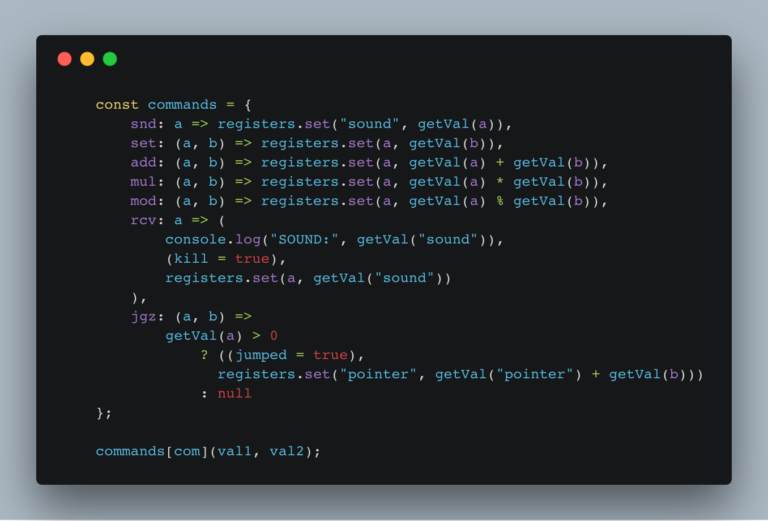 const commands = {
    snd: a => registers.set("sound", getVal(a)),
    set: (a, b) => registers.set(a, getVal(b)),
    add: (a, b) => registers.set(a, getVal(a) + getVal(b)),
    mul: (a, b) => registers.set(a, getVal(a) * getVal(b)),
    mod: (a, b) => registers.set(a, getVal(a) % getVal(b)),
    rcv: a => (
        console.log("SOUND:", getVal("sound")),
        (kill = true),
        registers.set(a, getVal("sound"))
    ),
    jgz: (a, b) =>
        getVal(a) > 0
            ? ((jumped = true),
              registers.set("pointer", getVal("pointer") + getVal(b)))
            : null
};

commands[com](val1, val2);